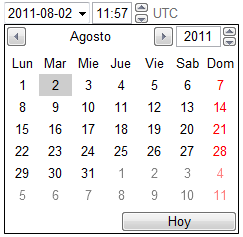 2011-08-02 11:57 UTC
Agosto 2011
Lun Mar Mie Jue Vie Sab Dom
1 2 3 4 5 6 7
8 9 10 11 12 13 14
15 16 17 18 19 20 21
22 23 24 25 26 27 28
29 30 31 1 2 3 4
5 6 7 8 9 10 11
Hoy